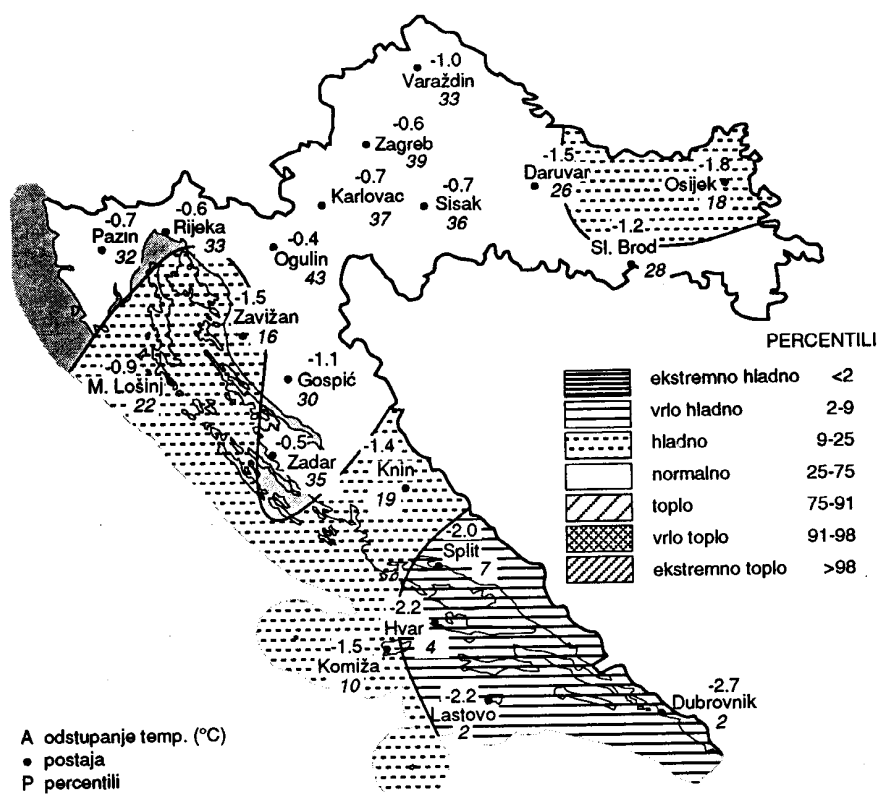 -1.0
Varaždin
33
-0.6
Zagreb
39
-1.5
Daruvar
26
-1.8
Osijek
18
-0.7
Karlovac
37
-0.7
Sisak
36
-0.7
Pazin
32
-0.6
Rijeka
33
-0.4
Ogulin
43
-1.2
Sl. Brod
28
-1.5
Zavižan
16
-0.9
M. Lošinj
22
-1.1
Gospić
30
-0.5
Zadar
35
-1.4
Knin
19
-2.0
Split
7
-2.2
Hvar
4
-1.5
Komiža
10
-2.2
Lastovo
2
-2.7
Dubrovnik
2
PERCENTILI
ekstremno hladno <2
vrlo hladno 2-9
hladno 9-25
normalno 25-75
toplo 75-91
vrlo toplo 91-98
ekstremno toplo >98
A odstupanje temp. (°C)
• postaja
P percentili